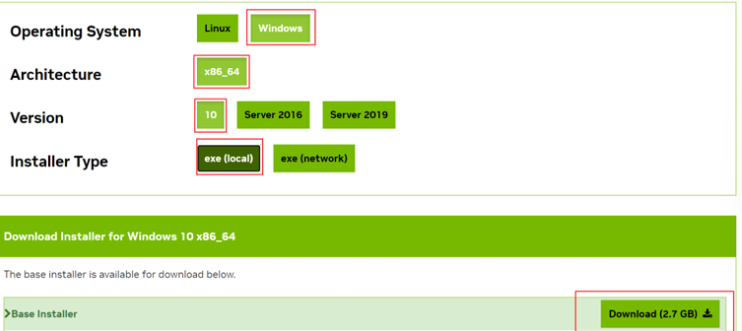 Operating System Linux Windows
Architecture x86_64
Version 10 Server 2016 Server 2019
Installer Type exe (local) exe (network)
Download Installer for Windows 10 x86_64
The base installer is available for download below.
>Base Installer Download (2.7 GB)